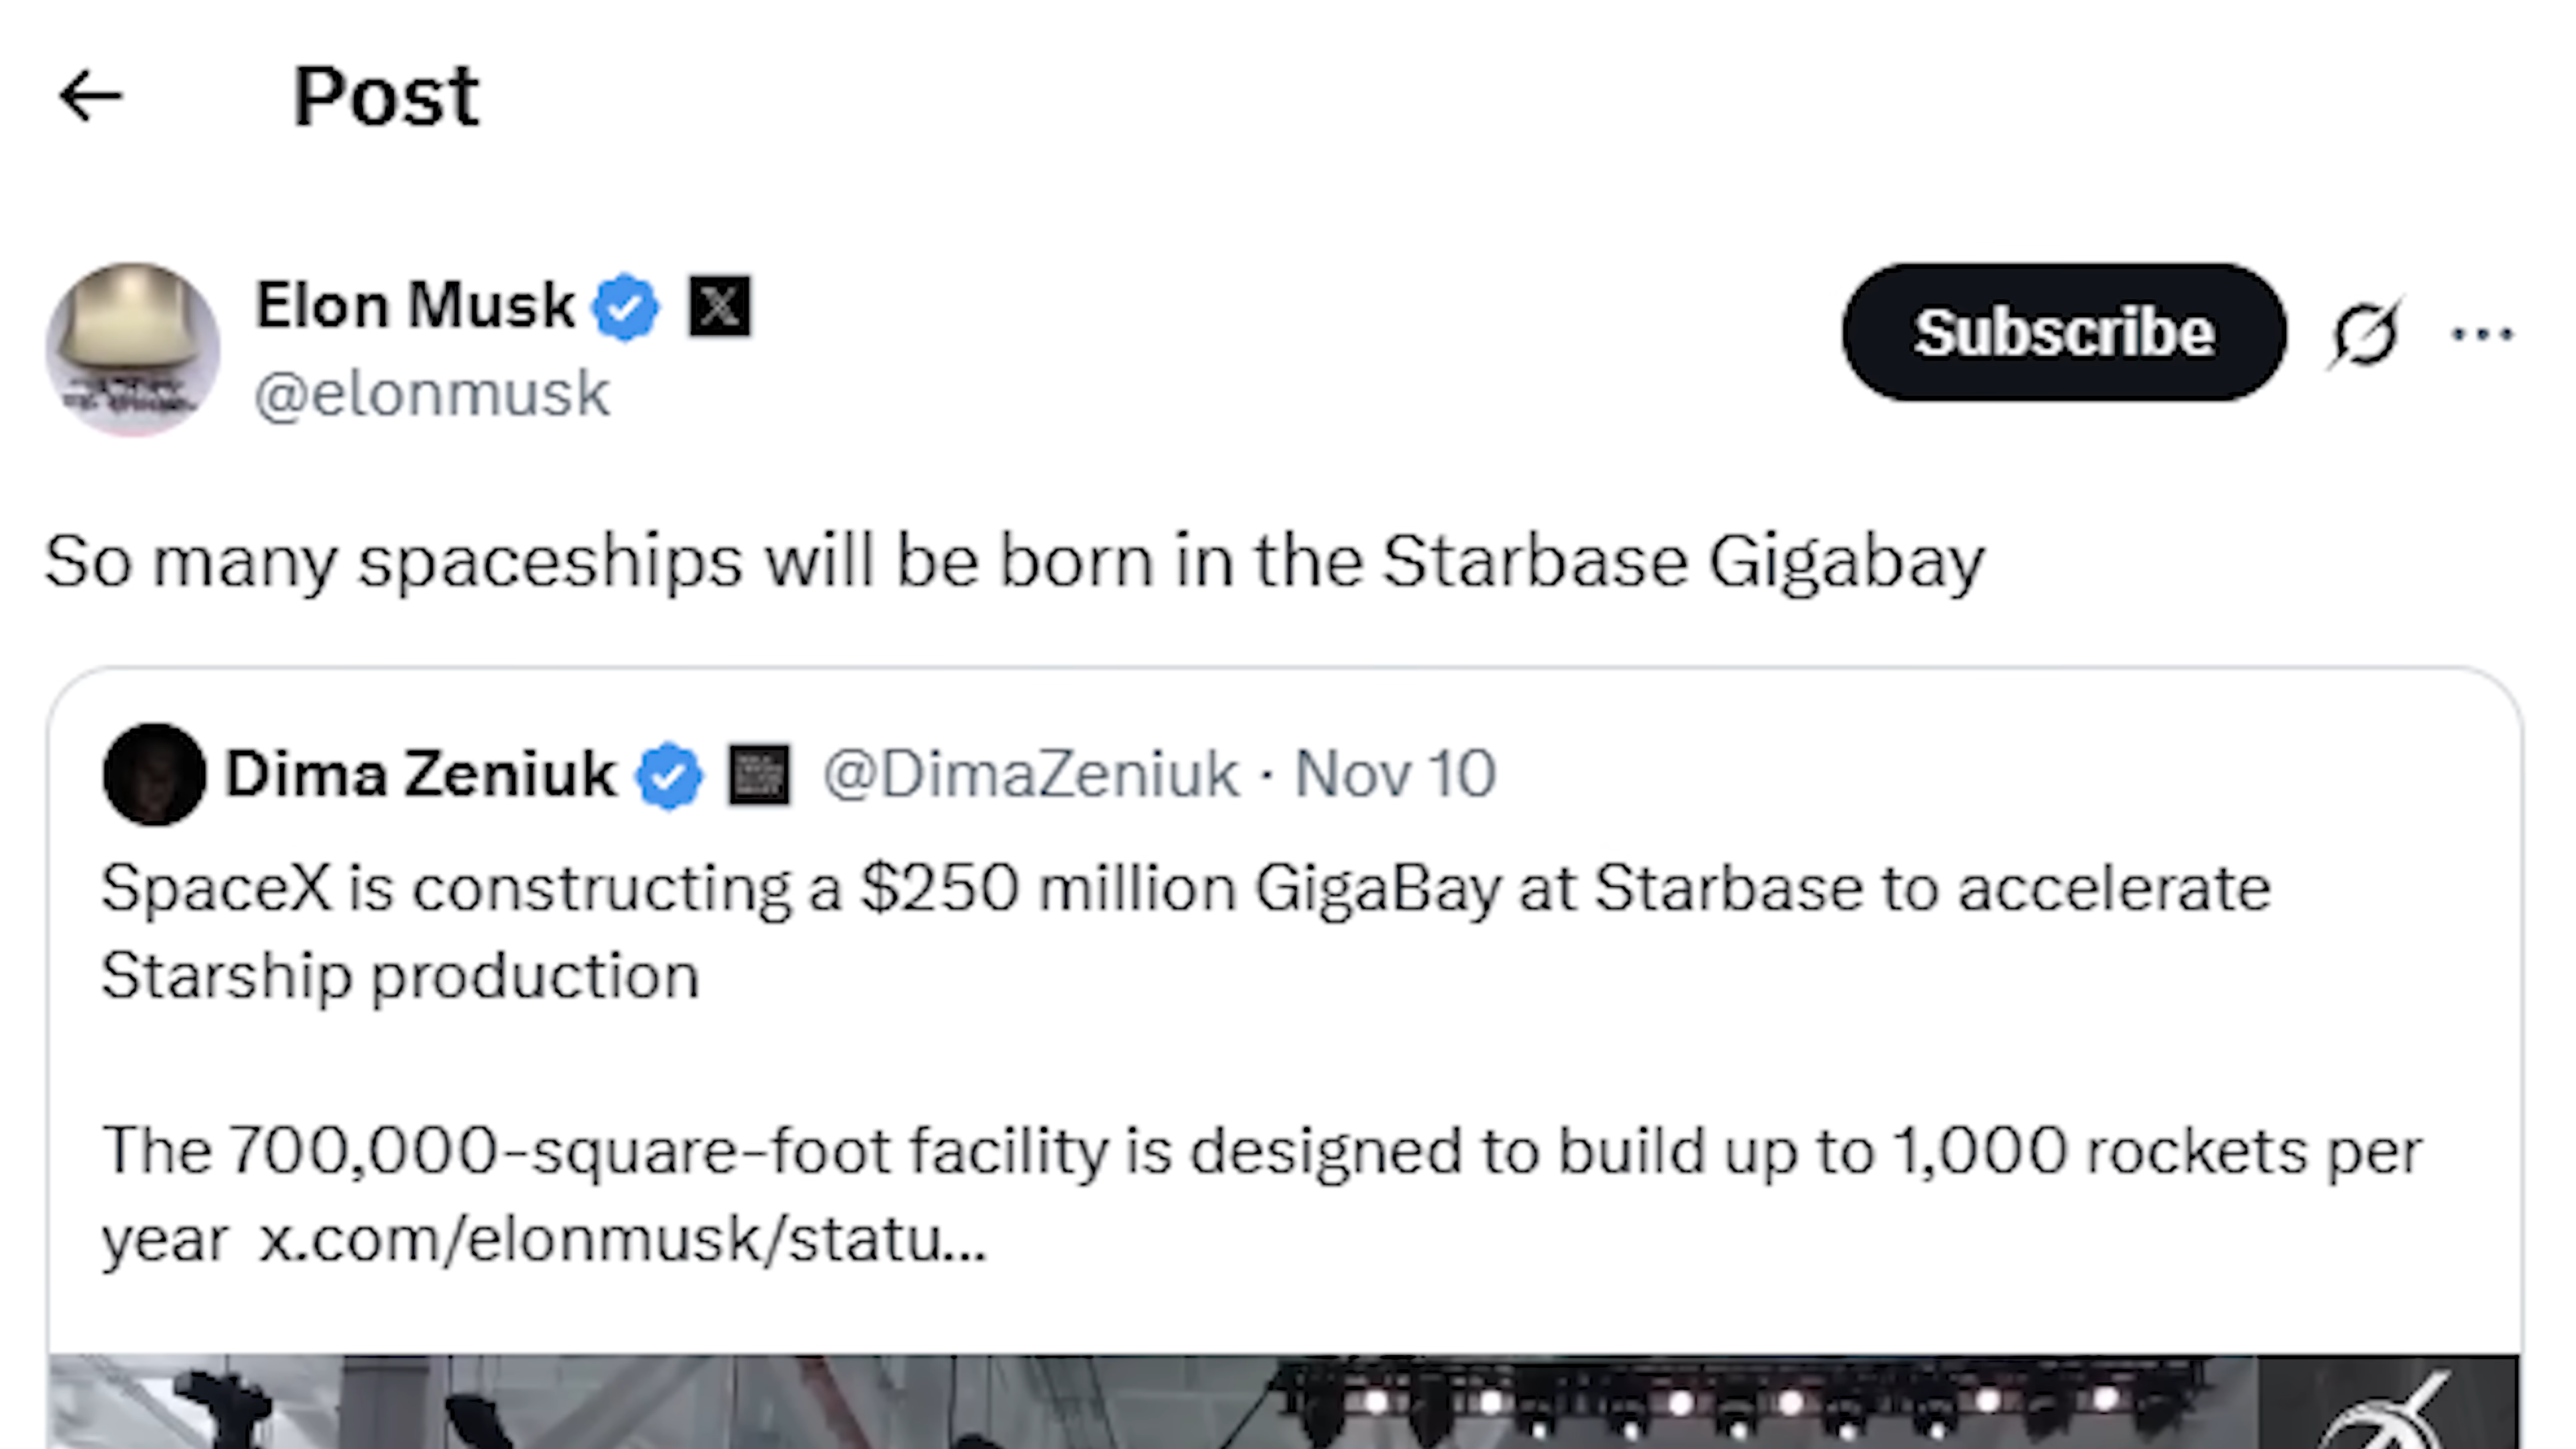 Post
Elon Musk
@elonmusk
Subscribe
So many spaceships will be born in the Starbase Gigabay
Dima Zeniuk @DimaZeniuk · Nov 10
SpaceX is constructing a $250 million GigaBay at Starbase to accelerate
Starship production
The 700,000-square-foot facility is designed to build up to 1,000 rockets per
year x.com/elonmusk/statu...